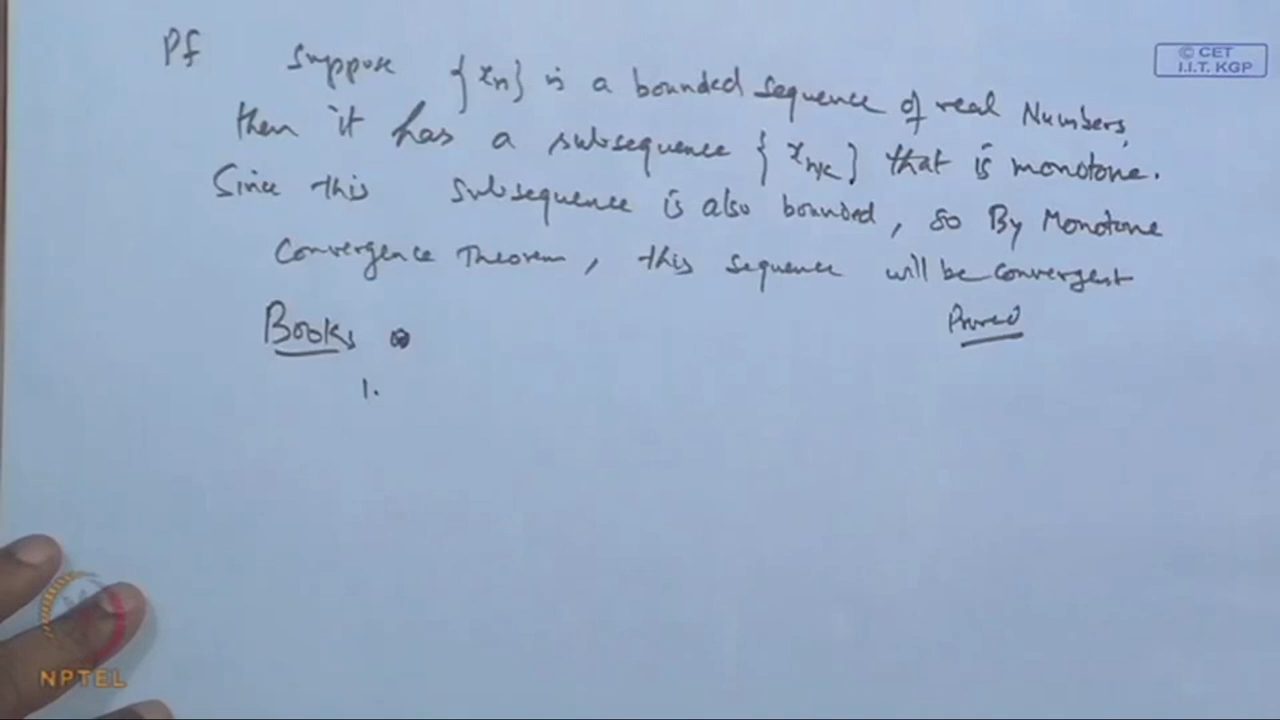 © CET
I.I.T. KGP
Pf Suppose {xn} is a bounded sequence of real Numbers,
then it has a subsequence {xnk} that is monotone.
Since this subsequence is also bounded, so By Monotone
Convergence Theorem, this sequence will be convergent
Proved
Books
1.
NPTEL